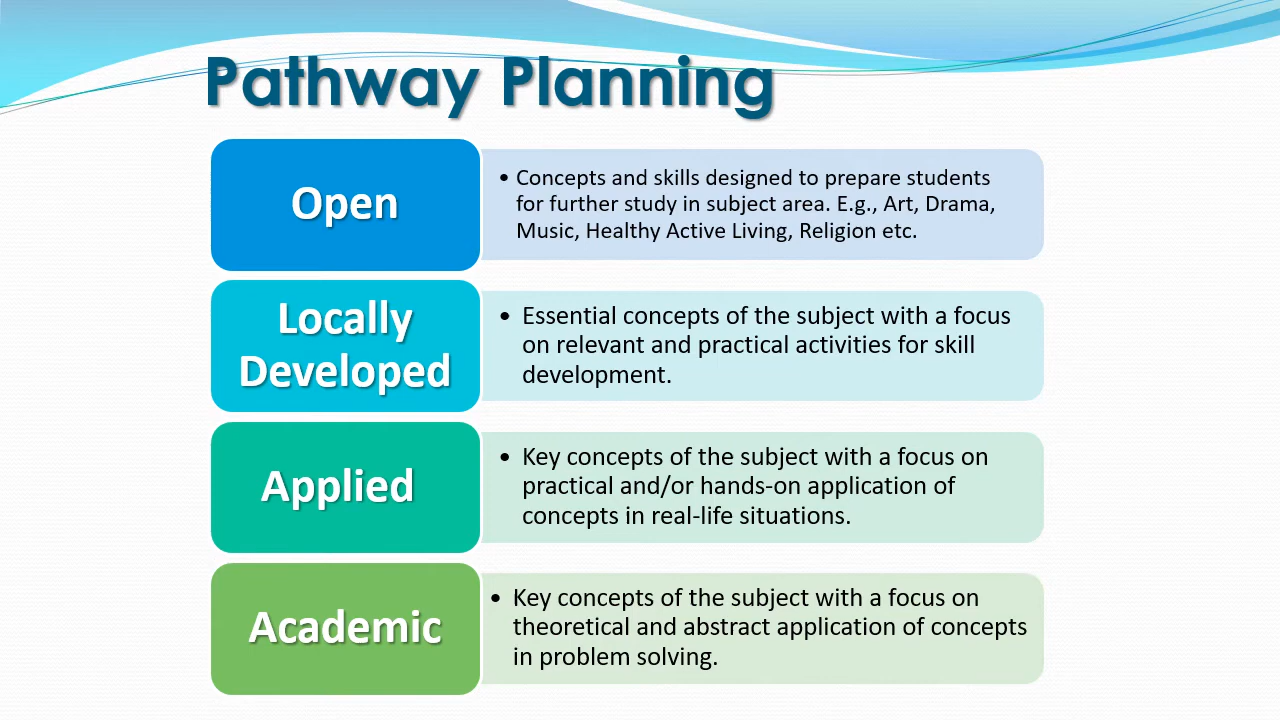 Pathway Planning
Open
• Concepts and skills designed to prepare students
for further study in subject area. E.g., Art, Drama,
Music, Healthy Active Living, Religion etc.
Locally
Developed
• Essential concepts of the subject with a focus
on relevant and practical activities for skill
development.
Applied
• Key concepts of the subject with a focus on
practical and/or hands-on application of
concepts in real-life situations.
Academic
• Key concepts of the subject with a focus on
theoretical and abstract application of concepts
in problem solving.